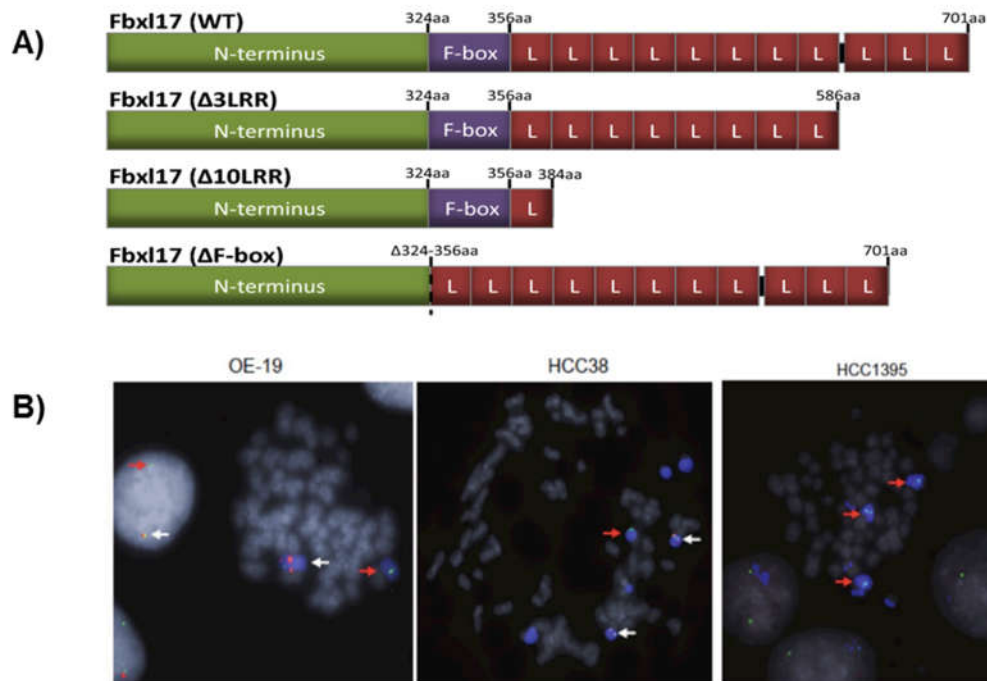 A)
Fbxl17 (WT)
324aa 356aa 701aa
N-terminus F-box L L L L L L L L L L L
Fbxl17 (Δ3LRR)
324aa 356aa 586aa
N-terminus F-box L L L L L L L L
Fbxl17 (Δ10LRR)
324aa 356aa 384aa
N-terminus F-box L
Fbxl17 (ΔF-box)
Δ324-356aa 701aa
N-terminus L L L L L L L L L L L
B)
OE-19 HCC38 HCC1395